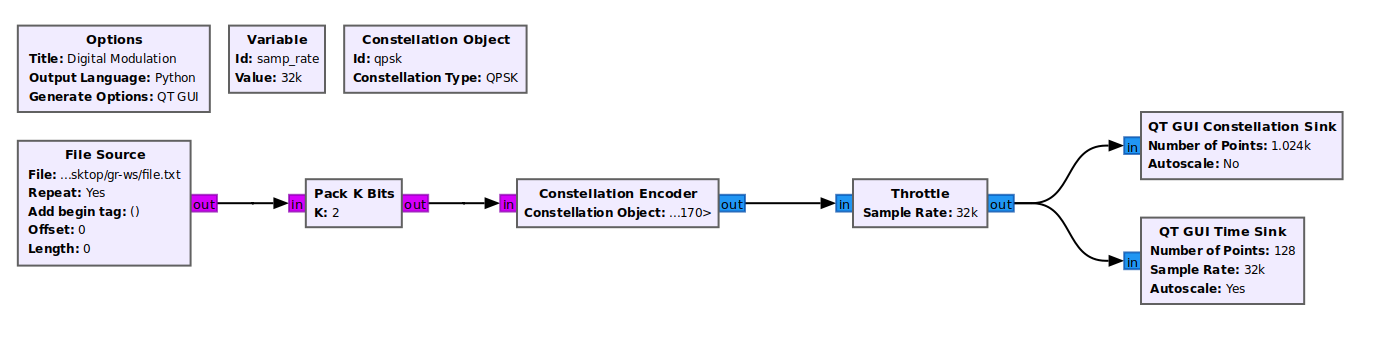 Options
Title: Digital Modulation
Output Language: Python
Generate Options: QT GUI
Variable
Id: samp_rate
Value: 32k
Constellation Object
Id: qpsk
Constellation Type: QPSK
File Source
File: ...sktop/gr-ws/file.txt
Repeat: Yes
Add begin tag: ()
Offset: 0
Length: 0
out
in
Pack K Bits
K: 2
out
in
Constellation Encoder
Constellation Object: ...170>
out
in
Throttle
Sample Rate: 32k
out
in
QT GUI Constellation Sink
Number of Points: 1.024k
Autoscale: No
in
QT GUI Time Sink
Number of Points: 128
Sample Rate: 32k
Autoscale: Yes